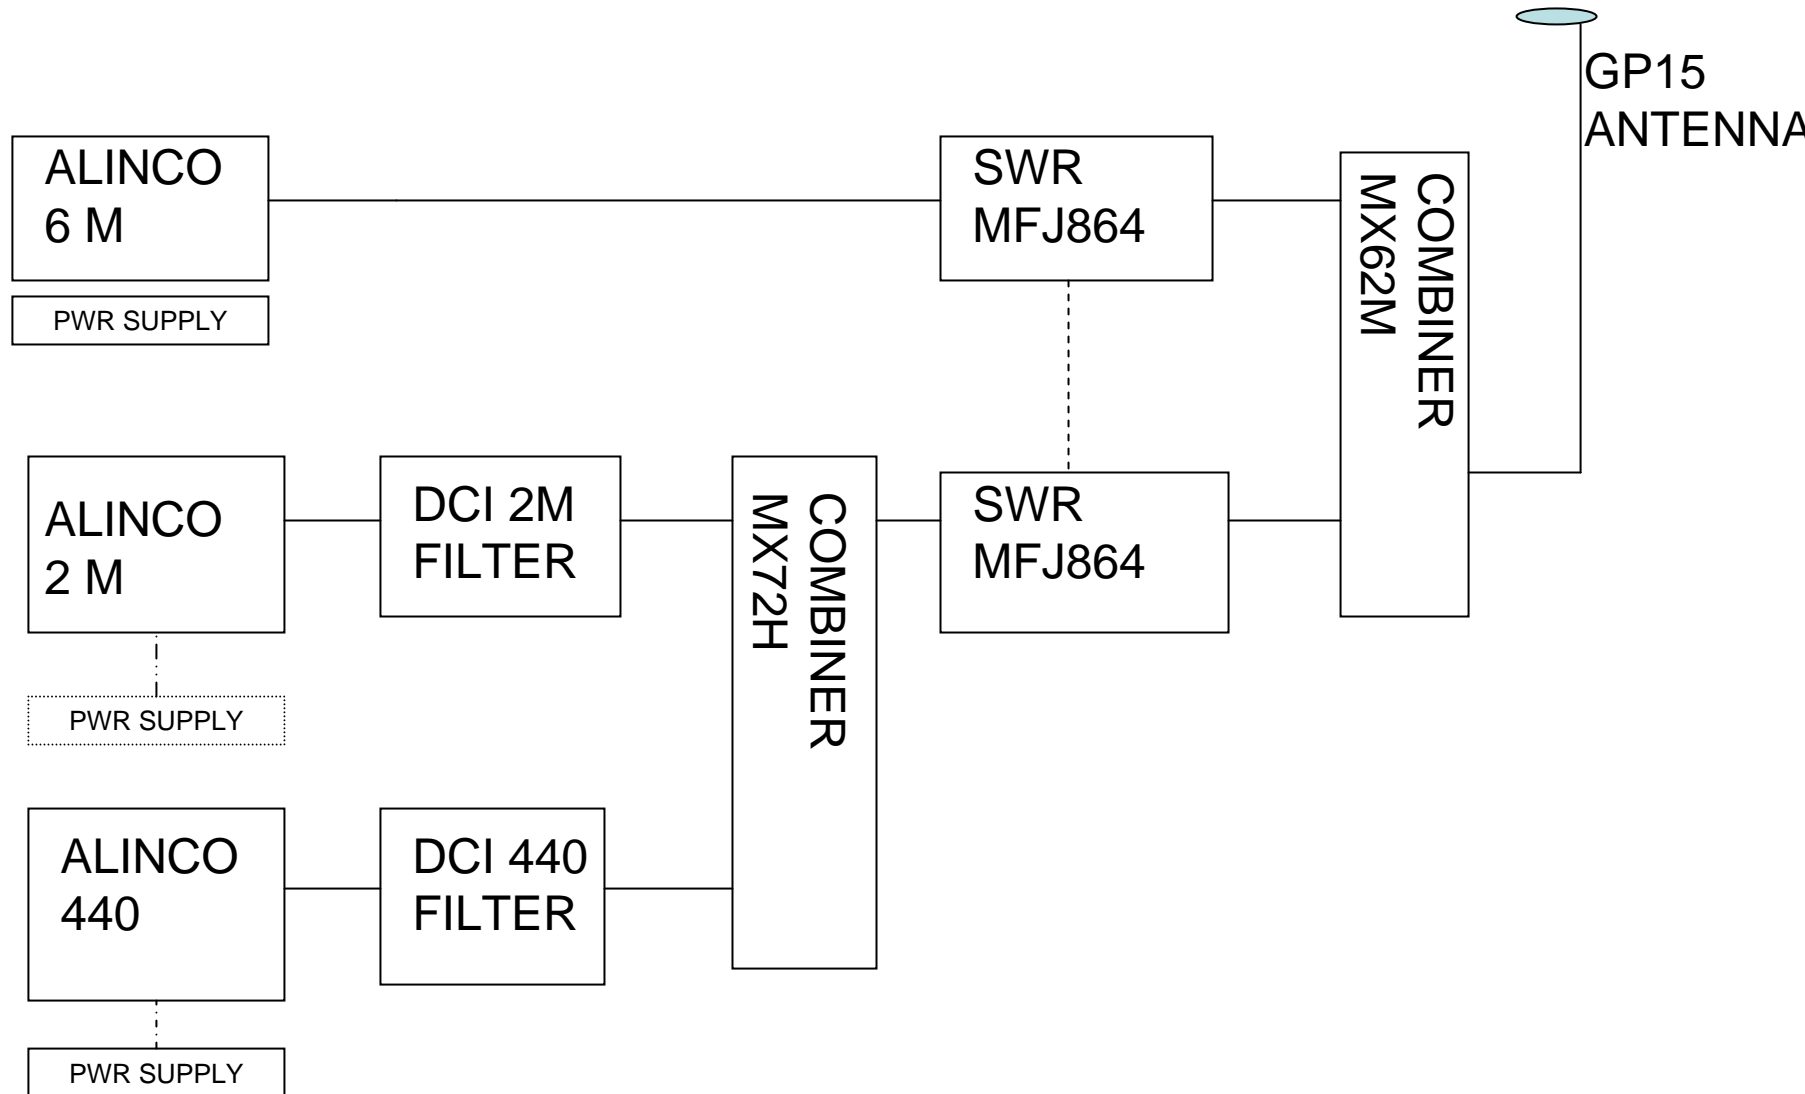 GP15
ANTENNA
ALINCO
6 M
PWR SUPPLY
SWR
MFJ864
COMBINER
MX62M
ALINCO
2 M
PWR SUPPLY
DCI 2M
FILTER
COMBINER
MX72H
SWR
MFJ864
ALINCO
440
DCI 440
FILTER
PWR SUPPLY